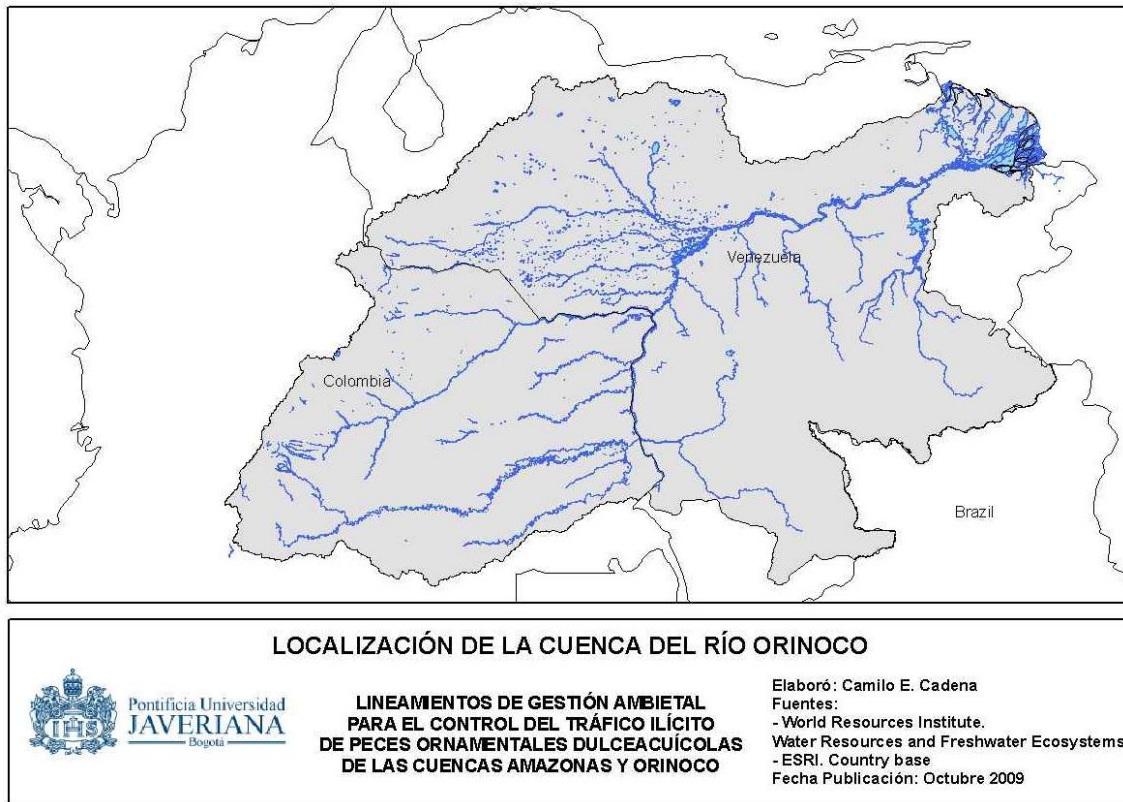 Venezuela
Colombia
Brazil
LOCALIZACIÓN DE LA CUENCA DEL RÍO ORINOCO
Pontificia Universidad
JAVERIANA
Bogotá
IHS
LINEAMIENTOS DE GESTIÓN AMBIETAL
PARA EL CONTROL DEL TRÁFICO ILÍCITO
DE PECES ORNAMENTALES DULCEACUÍCOLAS
DE LAS CUENCAS AMAZONAS Y ORINOCO
Elaboró: Camilo E. Cadena
Fuentes:
- World Resources Institute.
Water Resources and Freshwater Ecosystems
- ESRI. Country base
Fecha Publicación: Octubre 2009